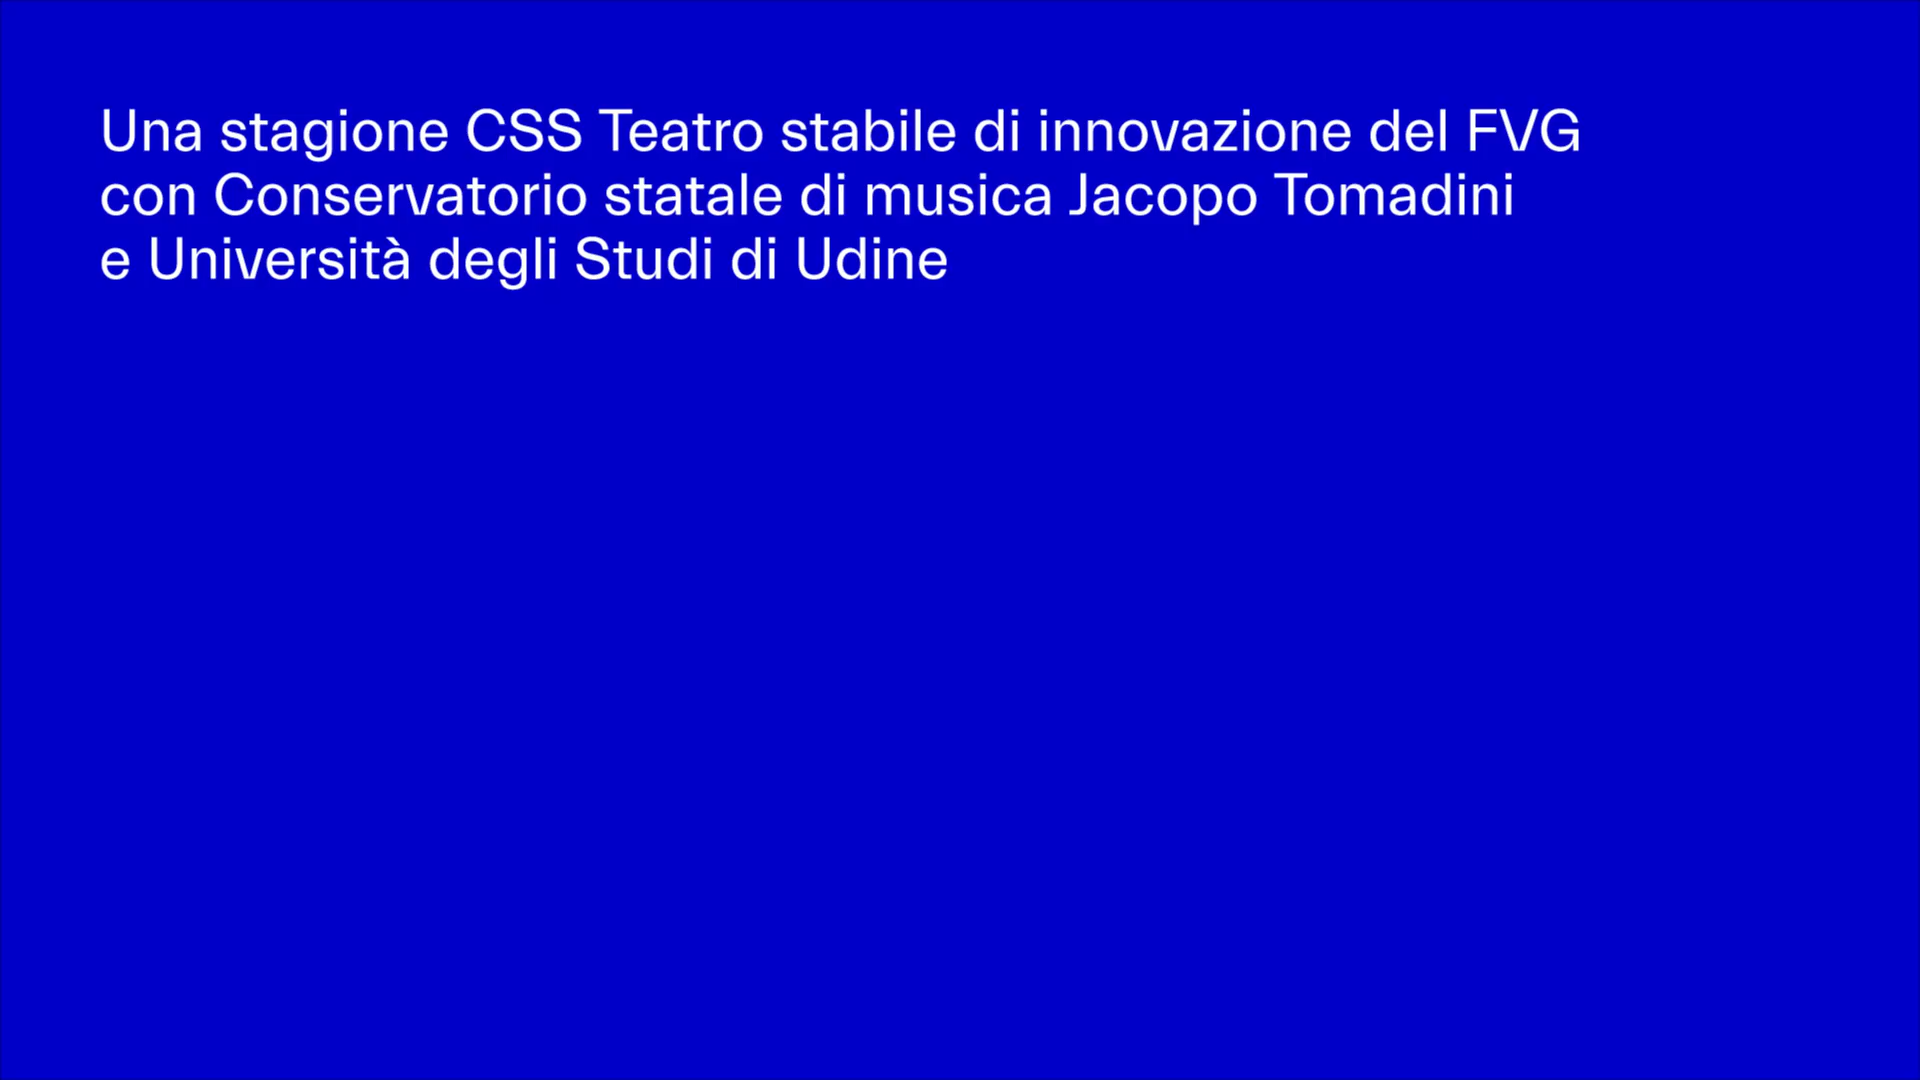 Una stagione CSS Teatro stabile di innovazione del FVG
con Conservatorio statale di musica Jacopo Tomadini
e Università degli Studi di Udine